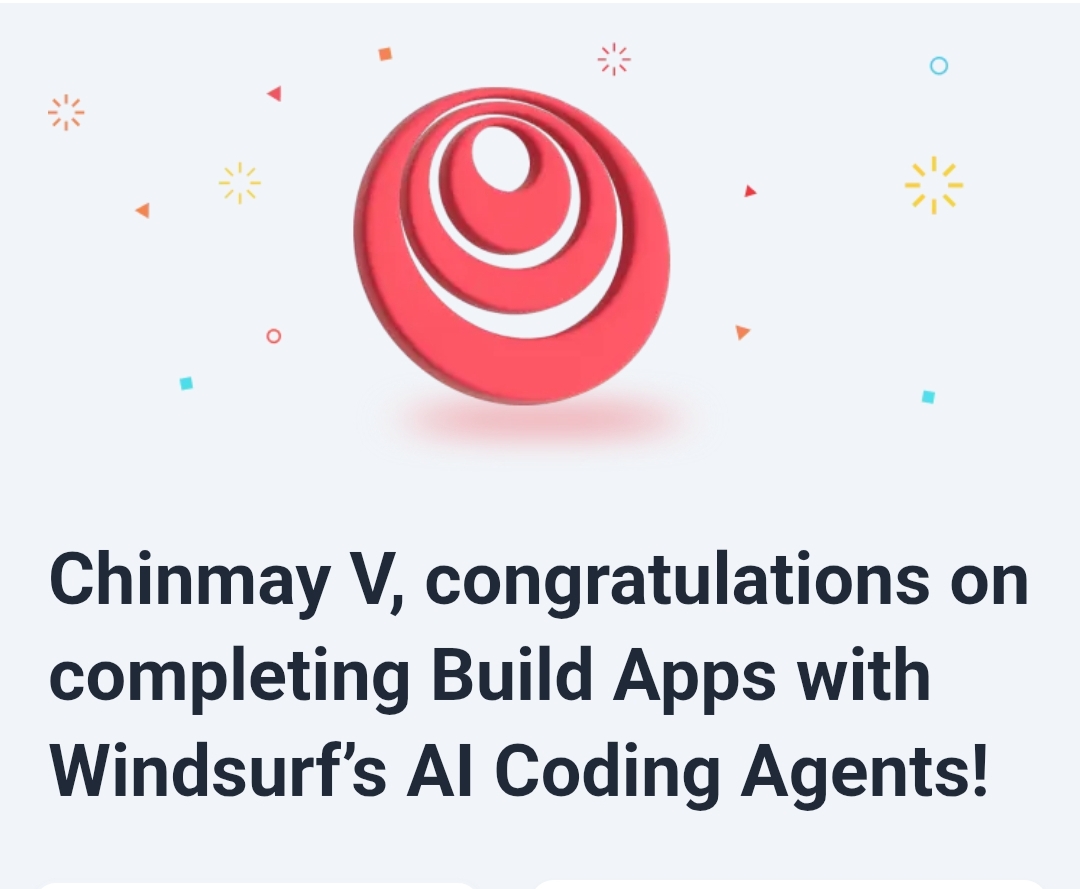 Chinmay V, congratulations on
completing Build Apps with
Windsurf’s AI Coding Agents!